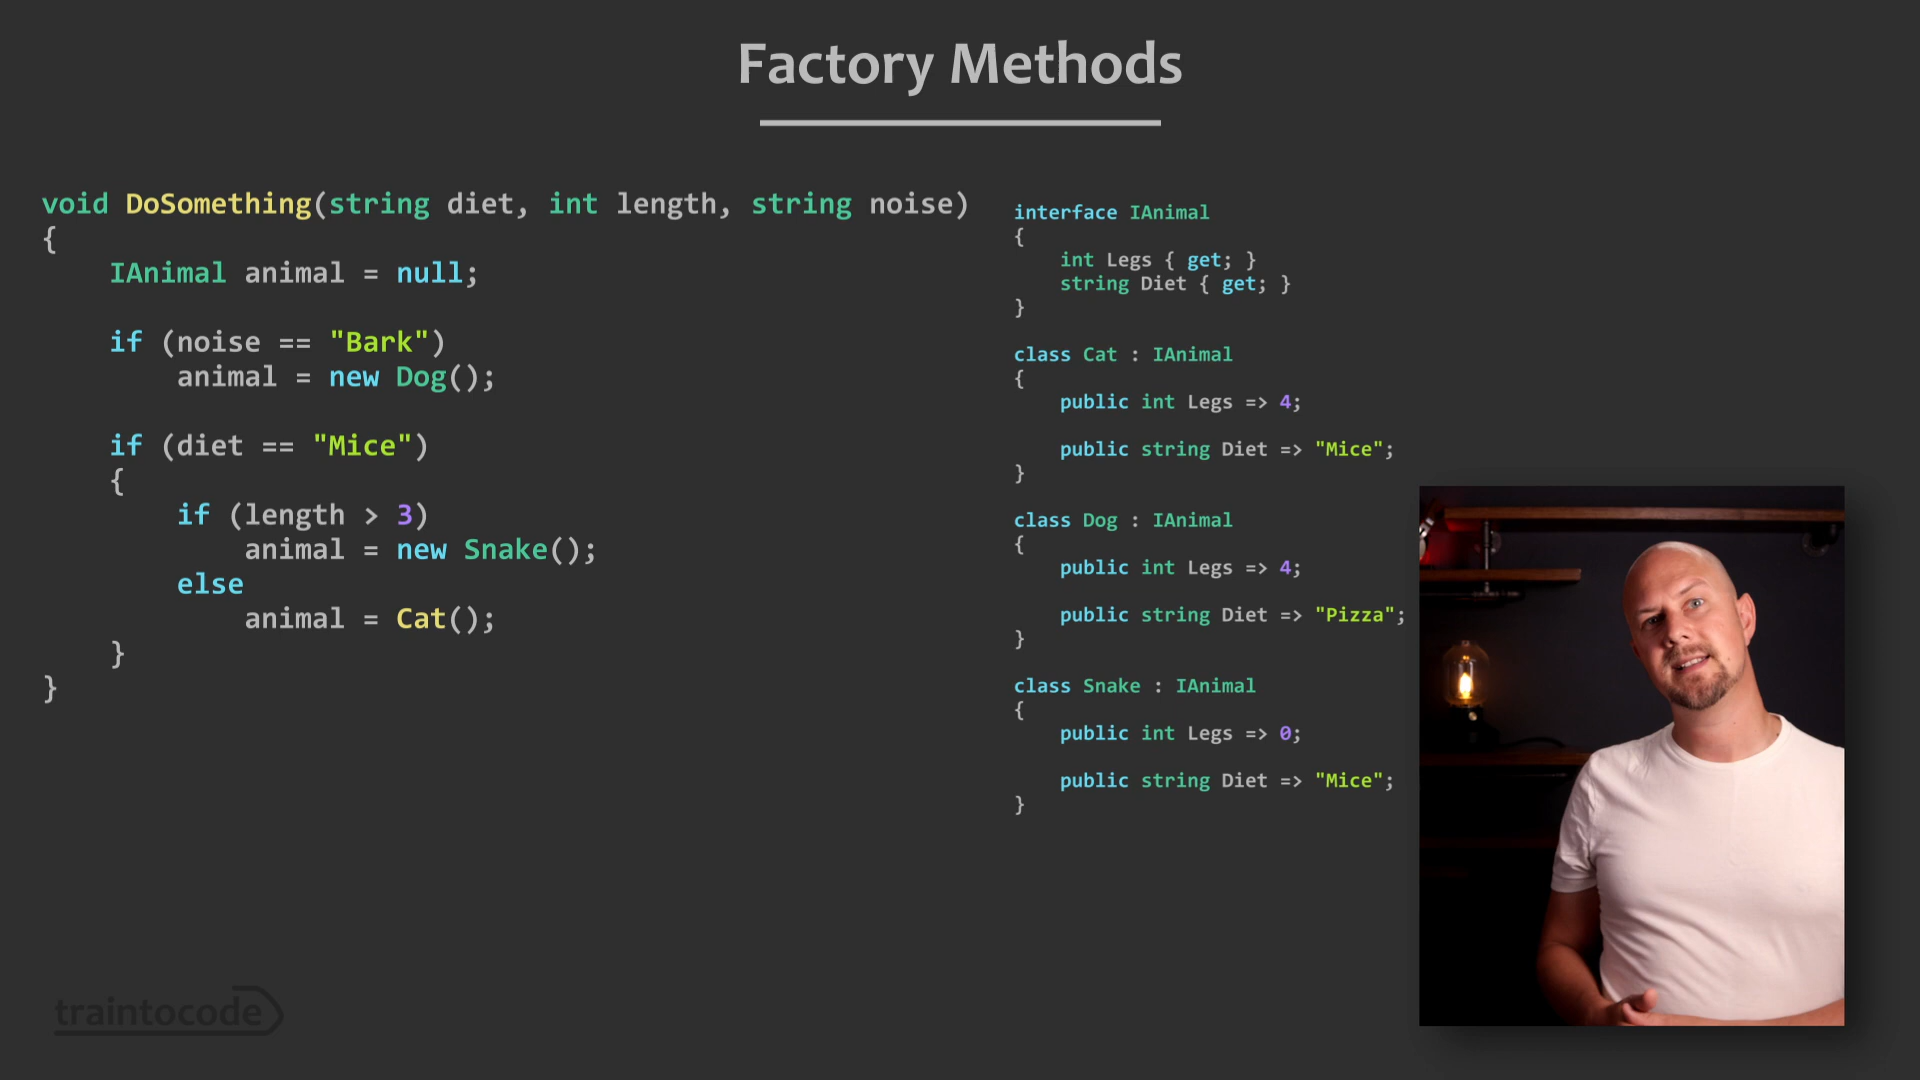 Factory Methods
void DoSomething(string diet, int length, string noise)
{
    IAnimal animal = null;
    if (noise == "Bark")
        animal = new Dog();
    if (diet == "Mice")
    {
        if (length > 3)
            animal = new Snake();
        else
            animal = Cat();
    }
}
interface IAnimal
{
    int Legs { get; }
    string Diet { get; }
}
class Cat : IAnimal
{
    public int Legs => 4;
    public string Diet => "Mice";
}
class Dog : IAnimal
{
    public int Legs => 4;
    public string Diet => "Pizza";
}
class Snake : IAnimal
{
    public int Legs => 0;
    public string Diet => "Mice";
}
traintocode